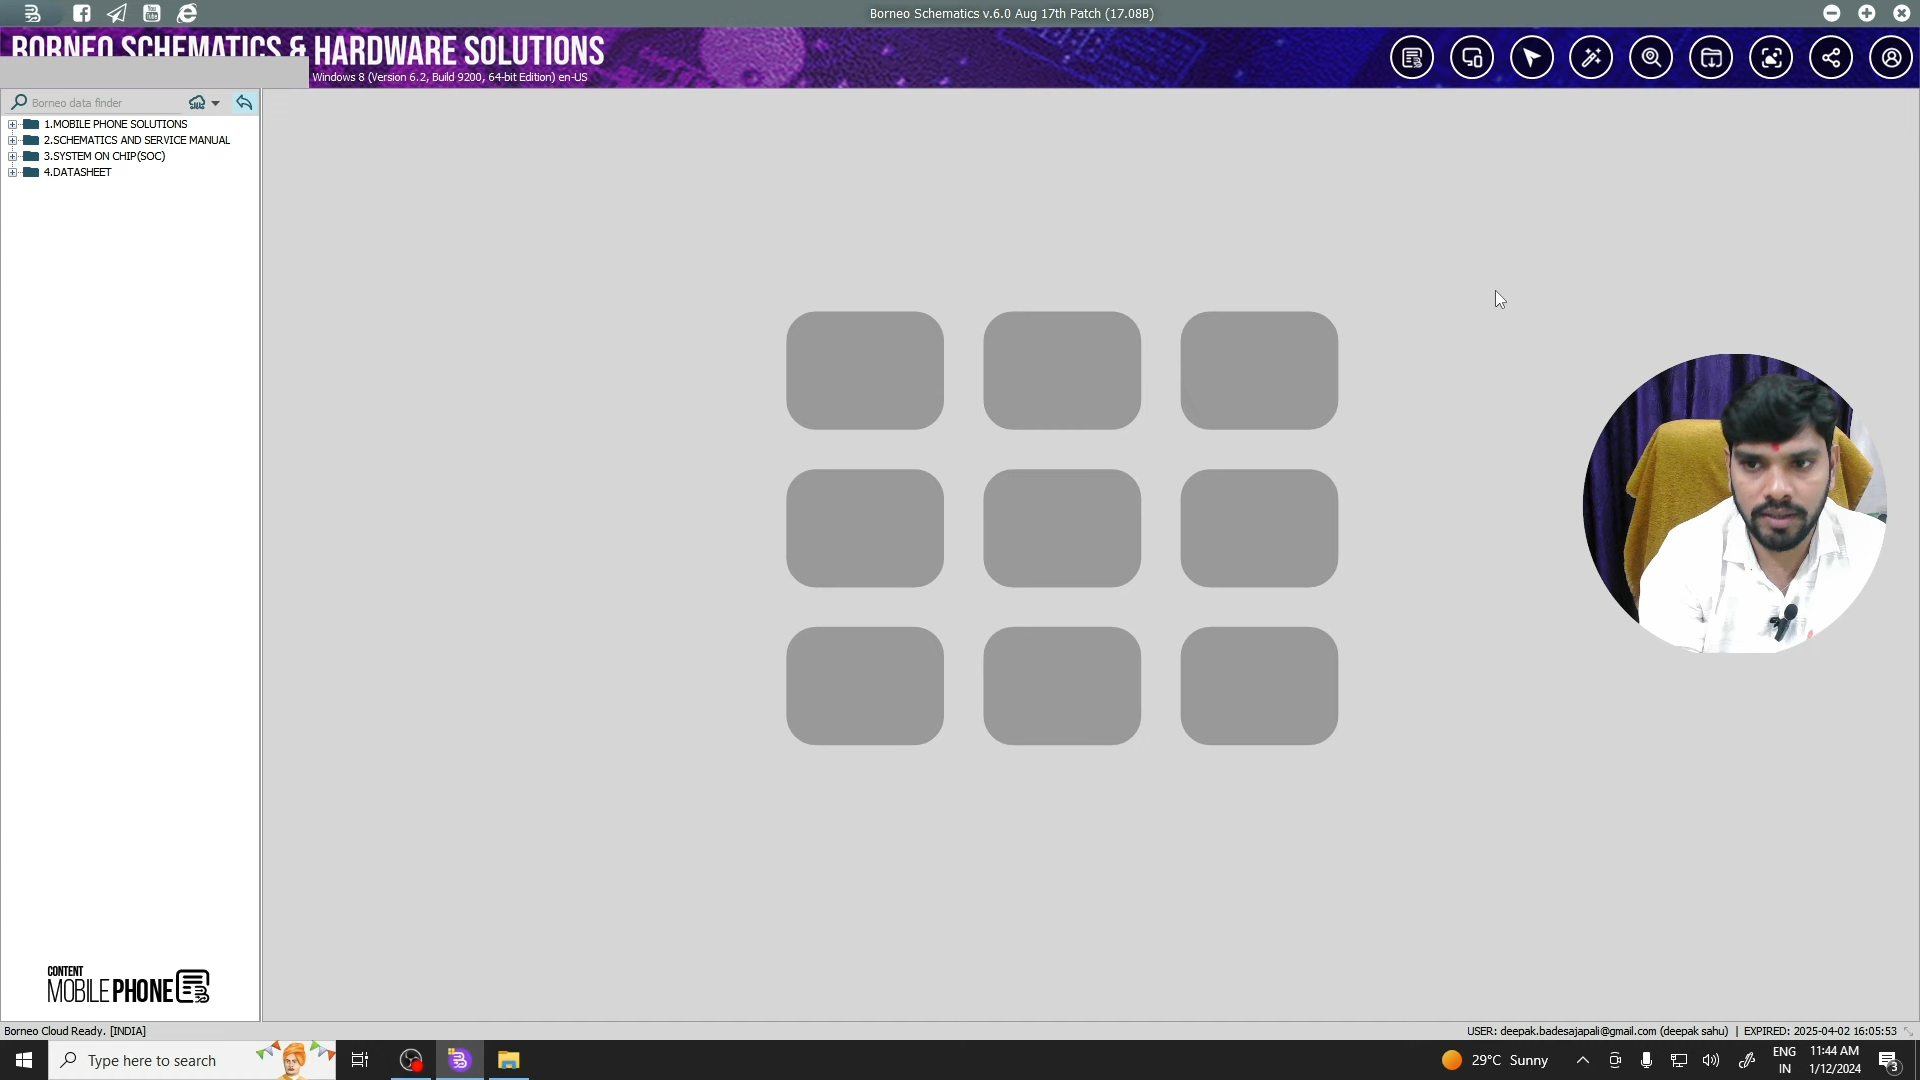 Borneo Schematics v.6.0 Aug 17th Patch (17.08B)
BORNEO SCHEMATICS & HARDWARE SOLUTIONS
Windows 8 (Version 6.2, Build 9200, 64-bit Edition) en-US
Borneo data finder
1.MOBILE PHONE SOLUTIONS
2.SCHEMATICS AND SERVICE MANUAL
3.SYSTEM ON CHIP(SOC)
4.DATASHEET
CONTENT
MOBILEPHONE
Borneo Cloud Ready. [INDIA]
USER: deepak.badesajapali@gmail.com (deepak sahu) | EXPIRED: 2025-04-02 16:05:53
Type here to search
29°C Sunny
ENG
IN
11:44 AM
1/12/2024
3